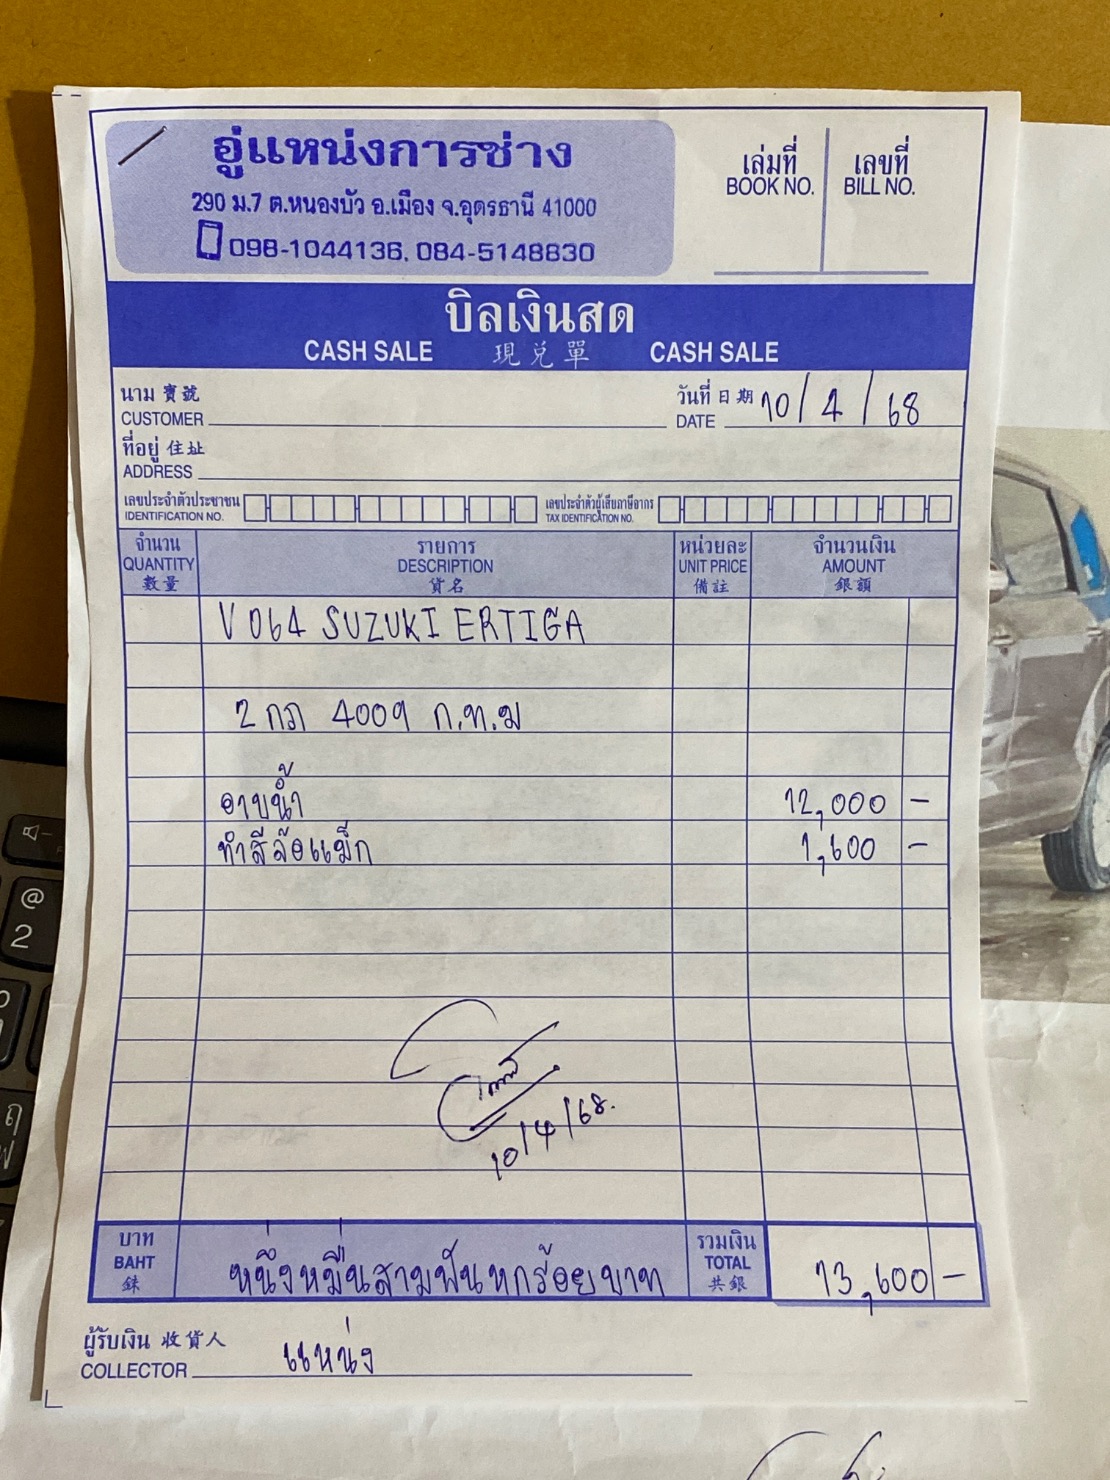 อู่แหน่งการช่าง
290 ม.7 ต.หนองบัว อ.เมือง จ.อุดรธานี 41000
098-1044136, 084-5148830
เล่มที่ เลขที่
BOOK NO. BILL NO.
บิลเงินสด
CASH SALE 現兌單 CASH SALE
นาม 寶號 วันที่ 日期 10/4/68
CUSTOMER DATE
ที่อยู่ 住址
ADDRESS
เลขประจำตัวประชาชน เลขประจำตัวผู้เสียภาษีอากร
IDENTIFICATION NO. TAX IDENTIFICATION NO.
จำนวน รายการ หน่วยละ จำนวนเงิน
QUANTITY DESCRIPTION UNIT PRICE AMOUNT
數量 貨名 備註 銀額
V 064 SUZUKI ERTIGA
2 กภ 4009 ก.ท.ม
อาบน้ำ 12,000 -
ทำสีล้อแม็ก 1,600 -
10/4/68.
บาท รวมเงิน
BAHT หนึ่งหมื่นสามพันหกร้อยบาท TOTAL 13,600 -
銖 共銀
ผู้รับเงิน 收貨人
COLLECTOR แหน่ง
@
2